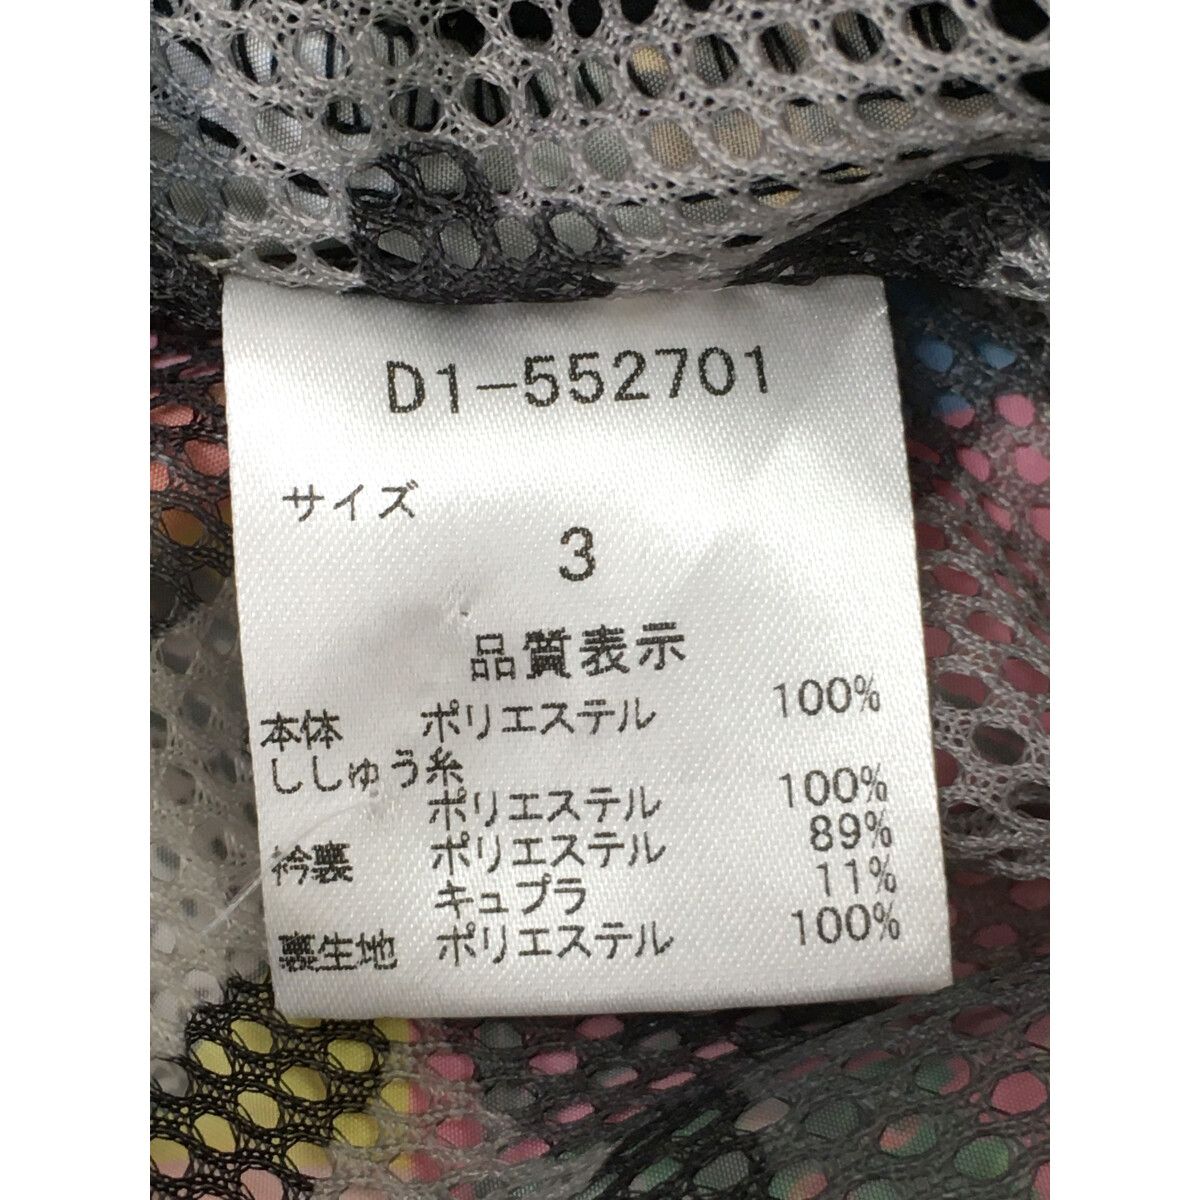 D1-552701
サイズ
3
品質表示
本体 ポリエステル 100%
ししゅう糸
ポリエステル 100%
衿裏 ポリエステル 89%
キュプラ 11%
裏生地 ポリエステル 100%